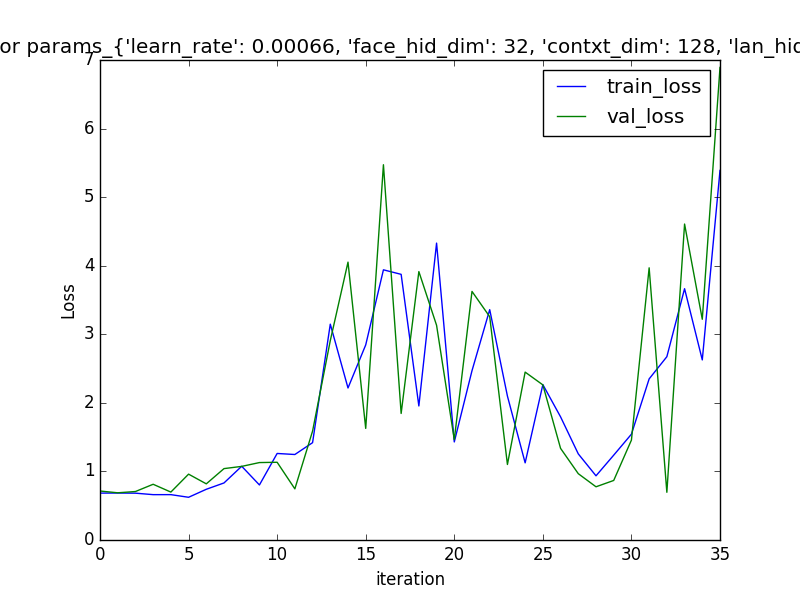 or params_{'learn_rate': 0.00066, 'face_hid_dim': 32, 'contxt_dim': 128, 'lan_hid
7
6
5
4
3
2
1
0
Loss
train_loss
val_loss
0 5 10 15 20 25 30 35
iteration